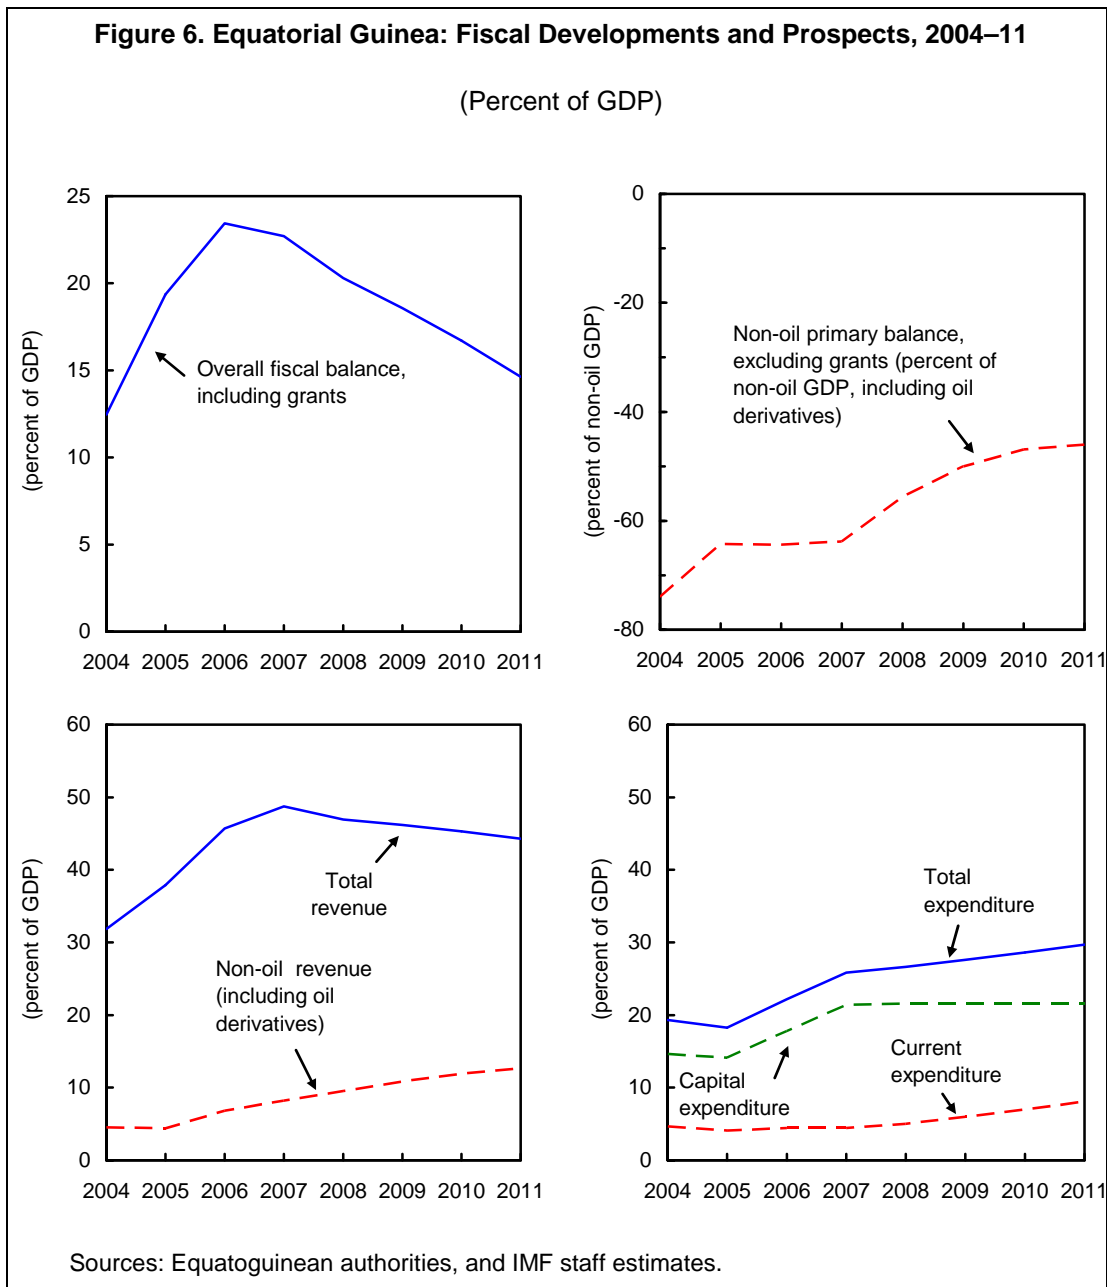 Figure 6. Equatorial Guinea: Fiscal Developments and Prospects, 2004–11
(Percent of GDP)
25
20
15
10
5
0
(percent of GDP)
Overall fiscal balance,
including grants
2004 2005 2006 2007 2008 2009 2010 2011
0
-20
-40
-60
-80
(percent of non-oil GDP)
Non-oil primary balance,
excluding grants (percent of
non-oil GDP, including oil
derivatives)
2004 2005 2006 2007 2008 2009 2010 2011
60
50
40
30
20
10
0
(percent of GDP)
Total
revenue
Non-oil revenue
(including oil
derivatives)
2004 2005 2006 2007 2008 2009 2010 2011
60
50
40
30
20
10
0
(percent of GDP)
Total
expenditure
Capital
expenditure
Current
expenditure
2004 2005 2006 2007 2008 2009 2010 2011
Sources: Equatoguinean authorities, and IMF staff estimates.